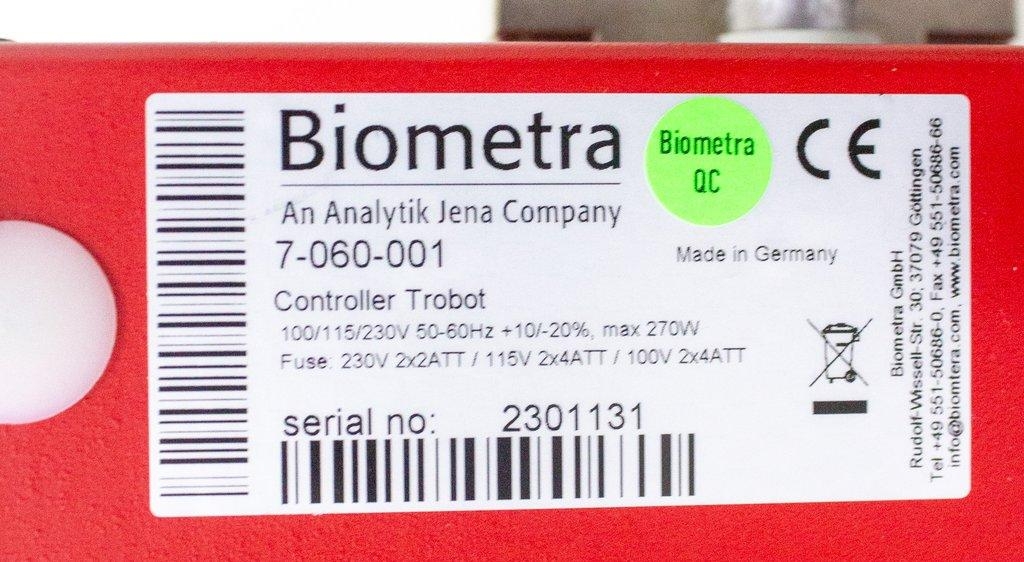 Biometra
An Analytik Jena Company
7-060-001
Controller Trobot
100/115/230V 50-60Hz +10/-20%, max 270W
Fuse: 230V 2x2ATT / 115V 2x4ATT / 100V 2x4ATT
serial no: 2301131
Biometra
QC
CE
Made in Germany
Biometra GmbH
Rudolf-Wissell-Str. 30; 37079 Göttingen
Tel +49 551-50686-0, Fax +49 551-50686-66
info@biomtera.com, www.biometra.com